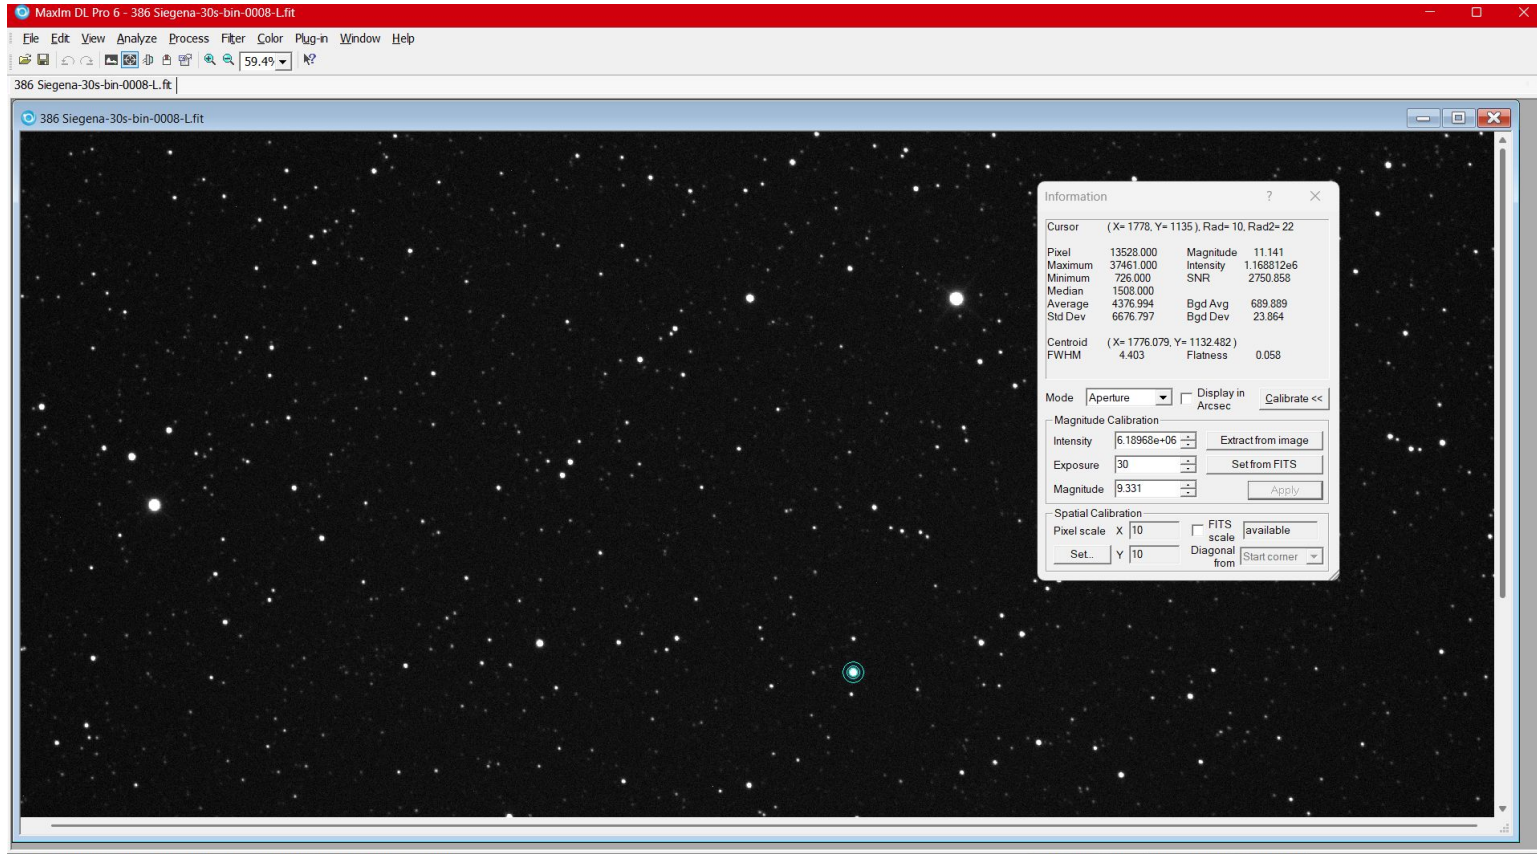 MaxIm DL Pro 6 - 386 Siegena-30s-bin-0008-L.fit
File Edit View Analyze Process Filter Color Plug-in Window Help
59.4%
386 Siegena-30s-bin-0008-L.fit
386 Siegena-30s-bin-0008-L.fit
Information ?
Cursor ( X= 1778, Y= 1135 ), Rad= 10, Rad2= 22
Pixel 13528.000 Magnitude 11.141
Maximum 37461.000 Intensity 1.168812e6
Minimum 726.000 SNR 2750.858
Median 1508.000
Average 4376.994 Bgd Avg 689.889
Std Dev 6676.797 Bgd Dev 23.864
Centroid ( X= 1776.079, Y= 1132.482 )
FWHM 4.403 Flatness 0.058
Mode Aperture Display in Arcsec Calibrate <<
Magnitude Calibration
Intensity 6.18968e+06 Extract from image
Exposure 30 Set from FITS
Magnitude 9.331 Apply
Spatial Calibration
Pixel scale X 10 FITS scale available
Set... Y 10 Diagonal from Start corner